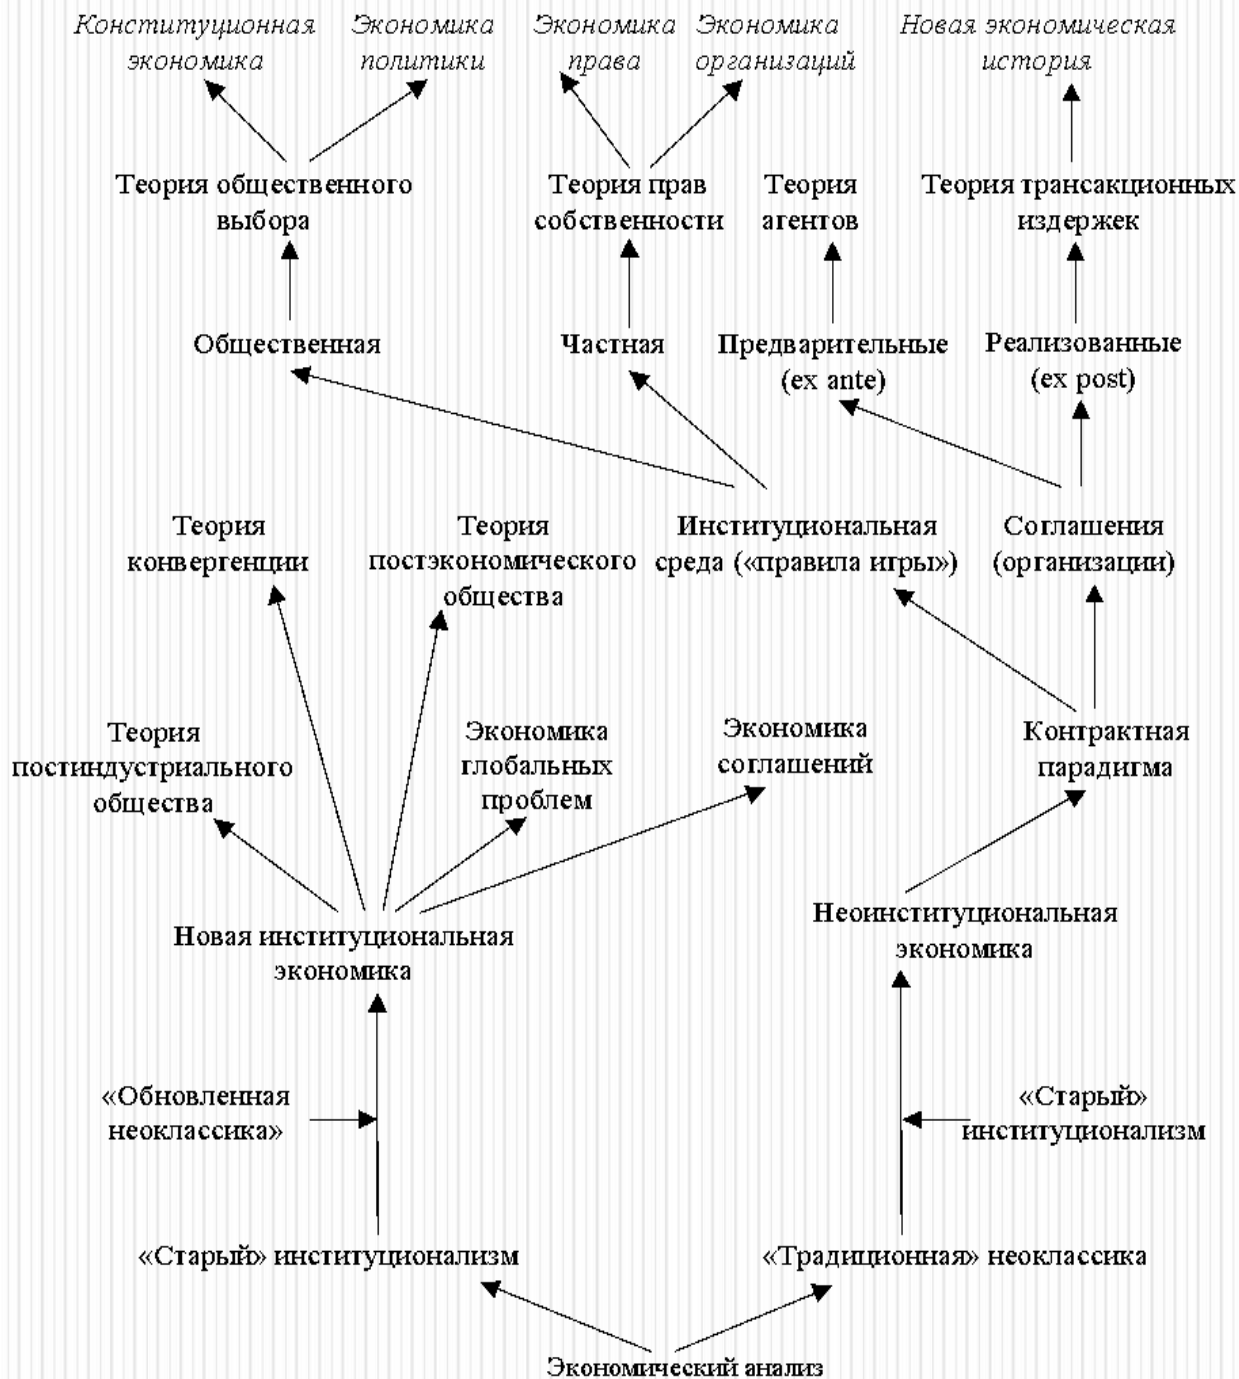 Конституционная
экономика
Экономика
политики
Экономика
права
Экономика
организаций
Новая экономическая
история
Теория общественного
выбора
Теория прав
собственности
Теория
агентов
Теория трансакционных
издержек
Общественная
Частная
Предварительные
(ex ante)
Реализованные
(ex post)
Теория
конвергенции
Теория
постэкономического
общества
Институциональная
среда («правила игры»)
Соглашения
(организации)
Теория
постиндустриального
общества
Экономика
глобальных
проблем
Экономика
соглашений
Контрактная
парадигма
Новая институциональная
экономика
Неоинституциональная
экономика
«Обновленная
неоклассика»
«Старый»
институционализм
«Старый» институционализм
«Традиционная» неоклассика
Экономический анализ